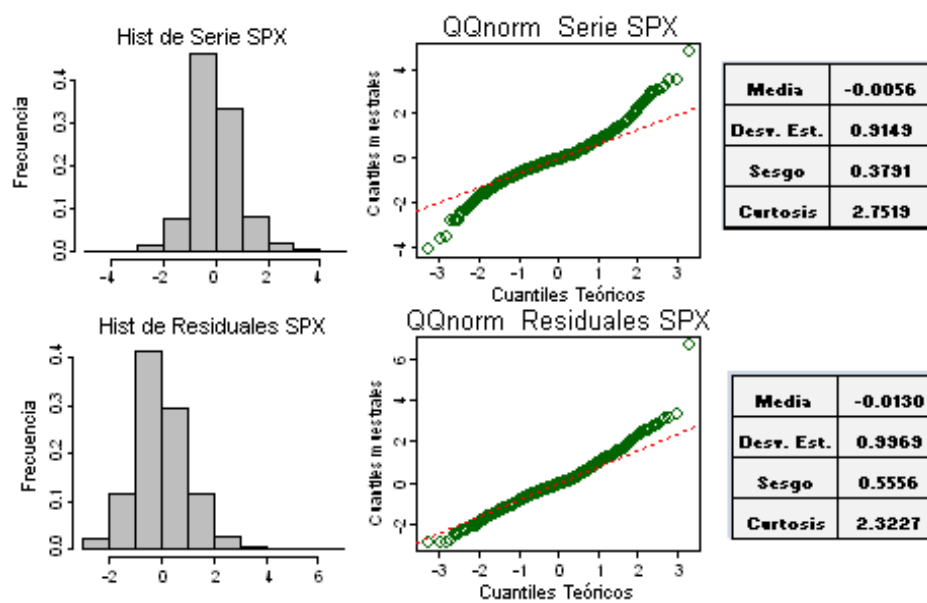 Hist de Serie SPX
Frecuencia
0.0 0.1 0.2 0.3 0.4
-4 -2 0 2 4
QQnorm Serie SPX
Cuantiles muestrales
-4 -2 0 2 4
-3 -2 -1 0 1 2 3
Cuantiles Teóricos
Media -0.0056
Desv. Est. 0.9149
Sesgo 0.3791
Curtosis 2.7519
Hist de Residuales SPX
Frecuencia
0.0 0.1 0.2 0.3 0.4
-2 0 2 4 6
QQnorm Residuales SPX
Cuantiles muestrales
-2 0 2 4 6
-3 -2 -1 0 1 2 3
Cuantiles Teóricos
Media -0.0130
Desv. Est. 0.9969
Sesgo 0.5556
Curtosis 2.3227